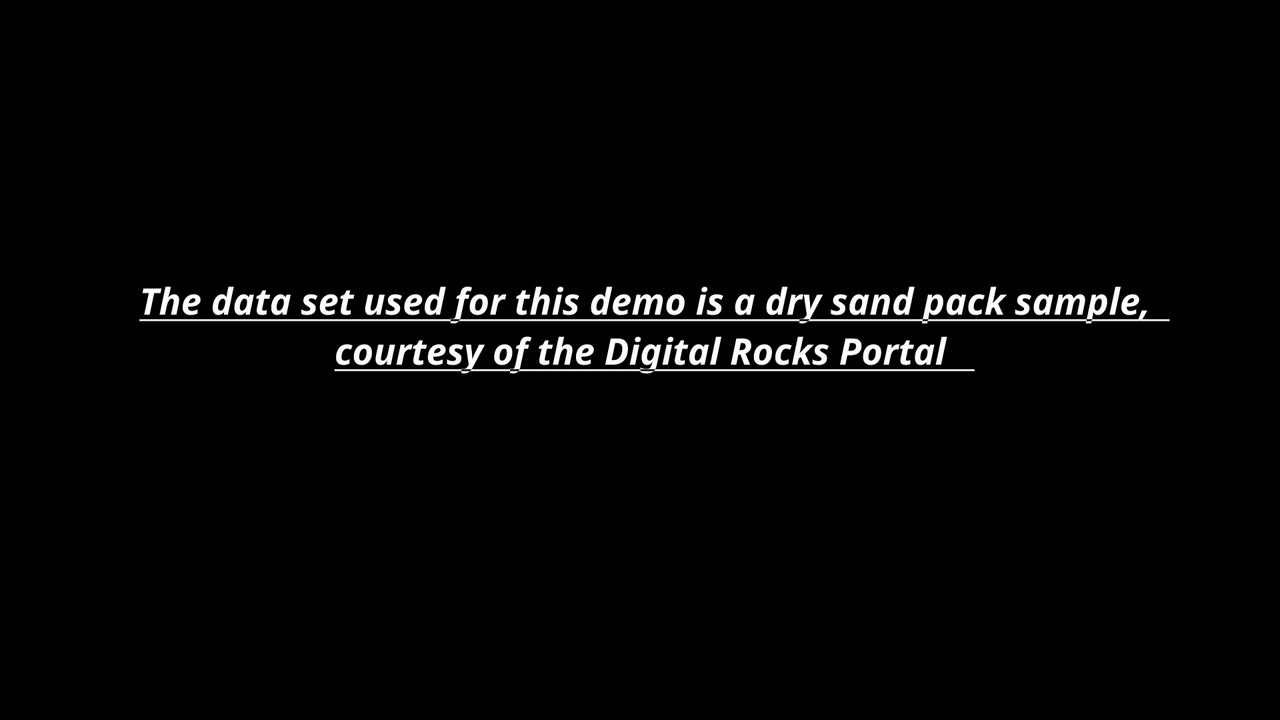 The data set used for this demo is a dry sand pack sample,
courtesy of the Digital Rocks Portal